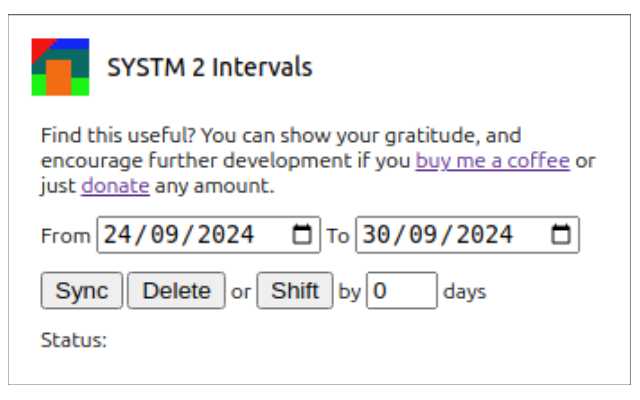 SYSTM 2 Intervals
Find this useful? You can show your gratitude, and
encourage further development if you buy me a coffee or
just donate any amount.
From 24/09/2024 To 30/09/2024
Sync Delete or Shift by 0 days
Status: